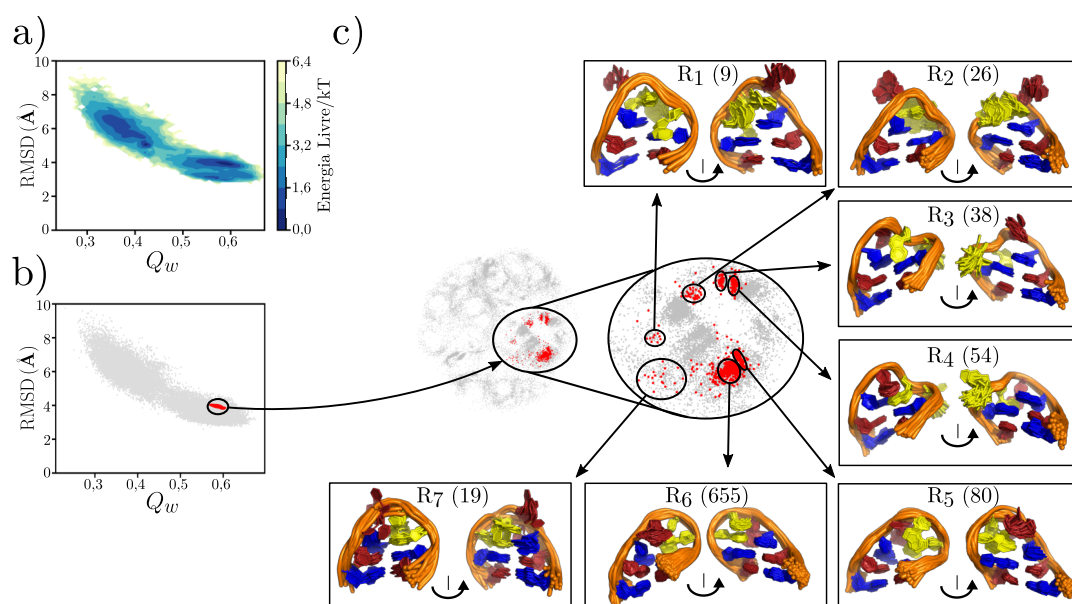 a)
RMSD (Å)
10
8
6
4
2
0
0,3
0,4
0,5
0,6
Qw
6,4
4,8
3,2
1,6
0,0
Energia Livre/kT
b)
RMSD (Å)
10
8
6
4
2
0
0,3
0,4
0,5
0,6
Qw
c)
R1 (9)
R2 (26)
R3 (38)
R4 (54)
R7 (19)
R6 (655)
R5 (80)